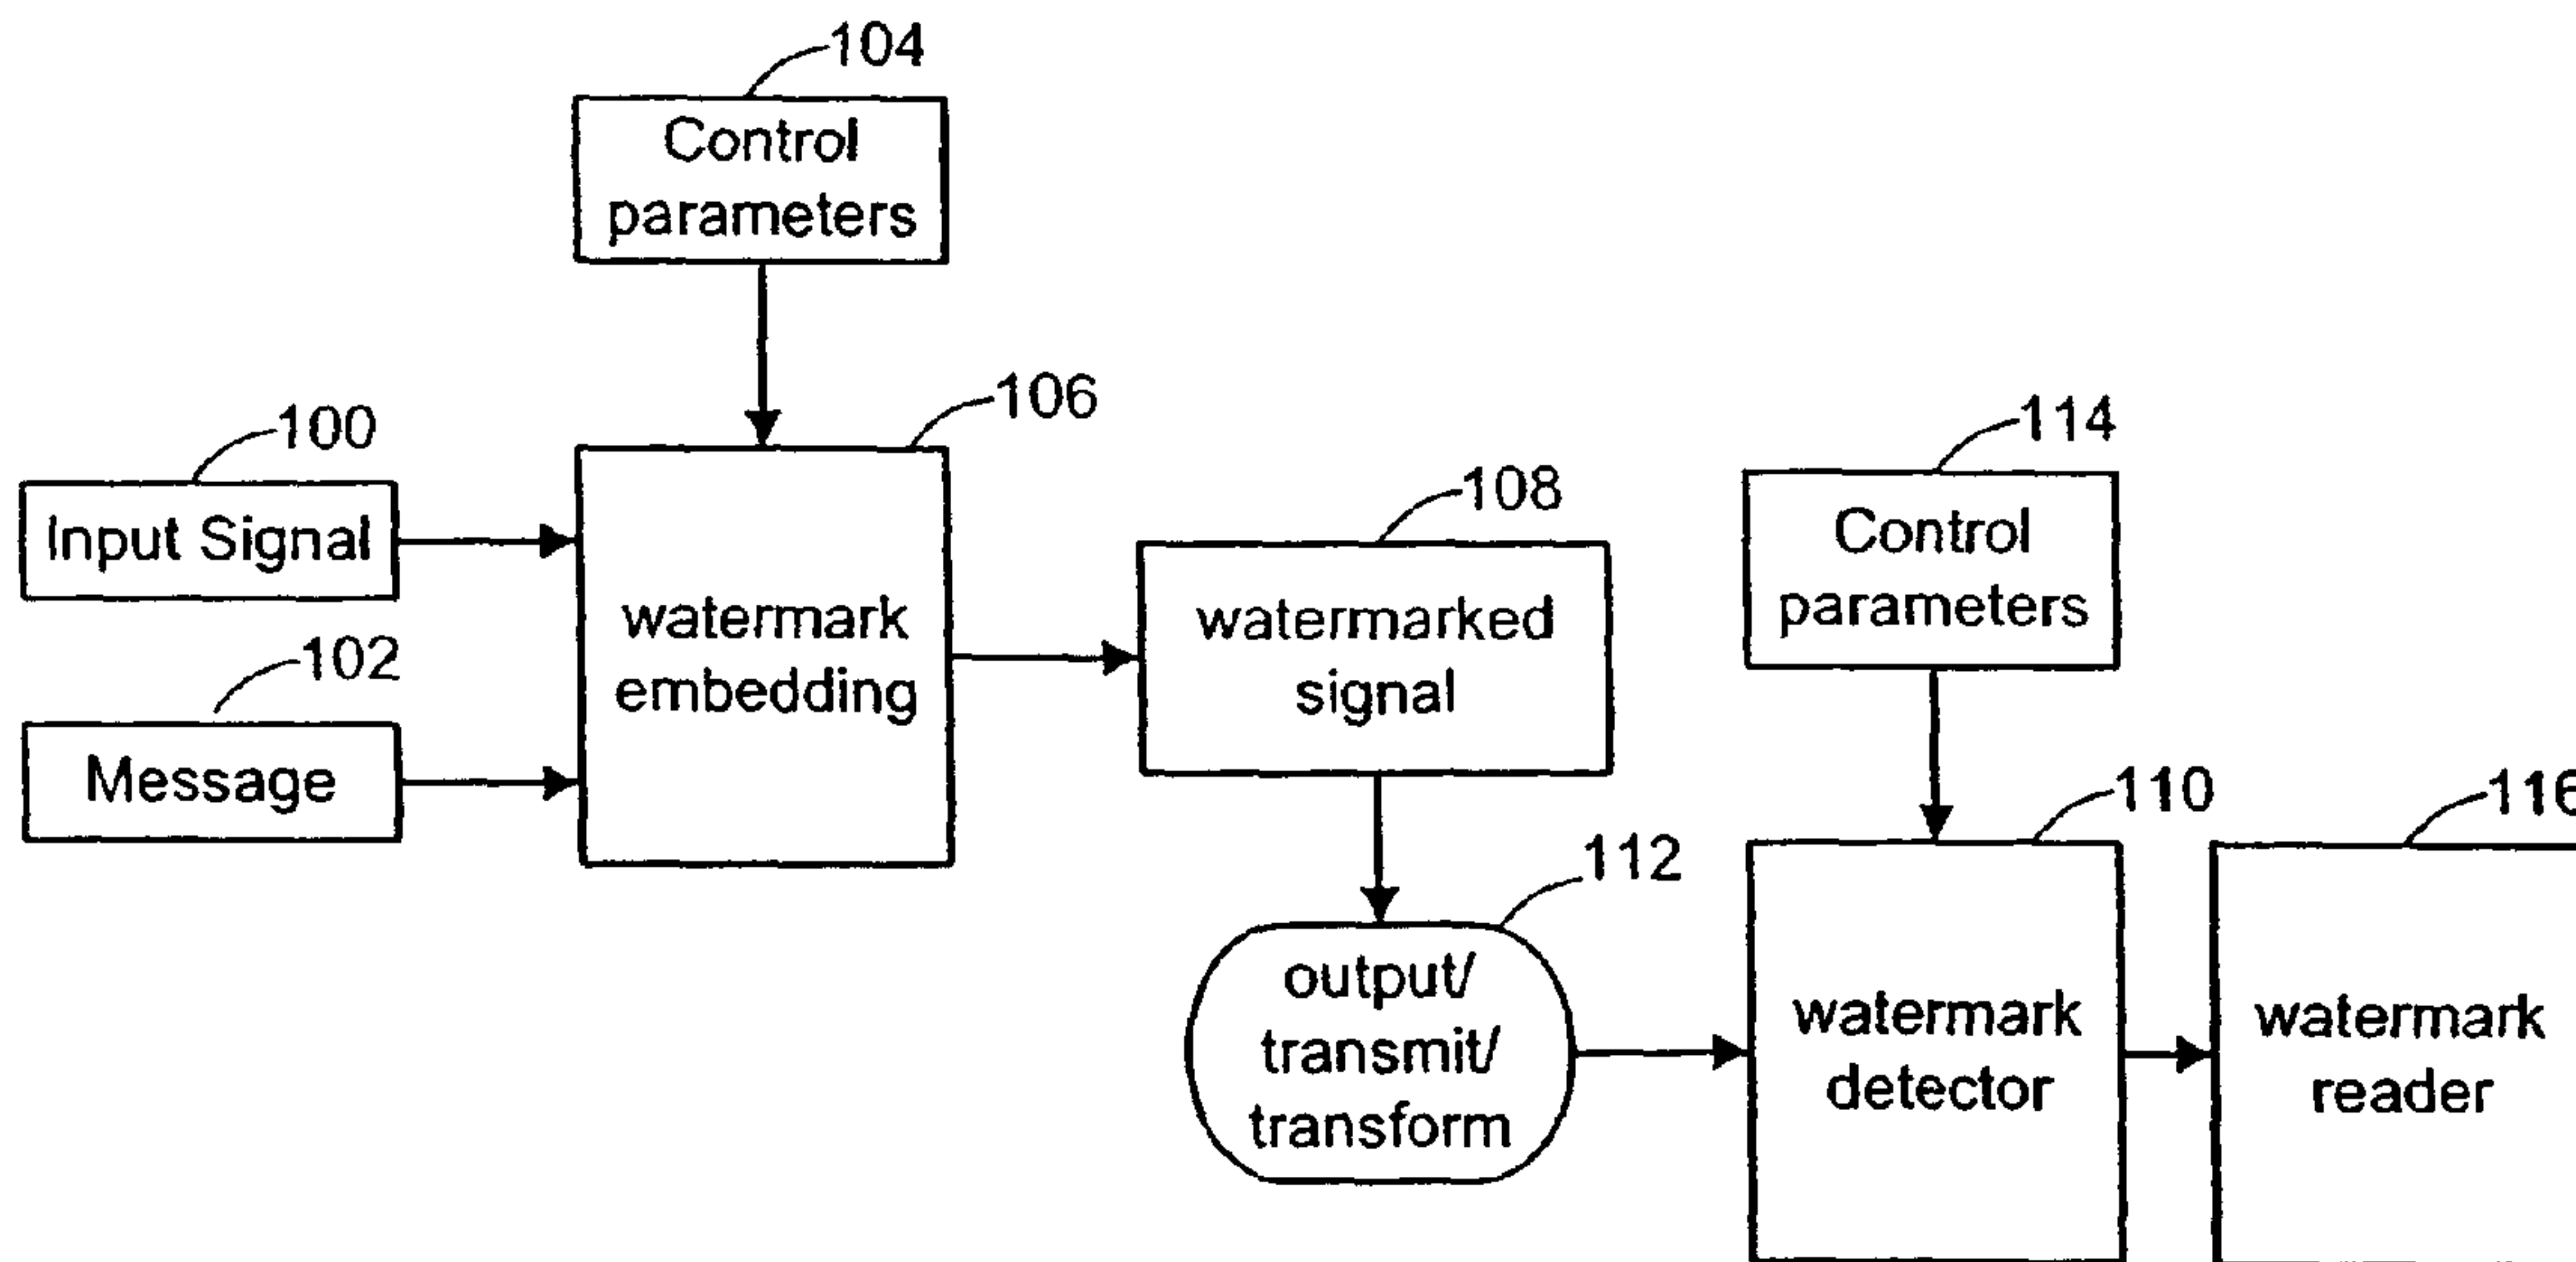 104
Control
parameters
106
100
Input Signal
102
Message
watermark
embedding
108
watermarked
signal
114
Control
parameters
112
output/
transmit/
transform
110
watermark
detector
116
watermark
reader